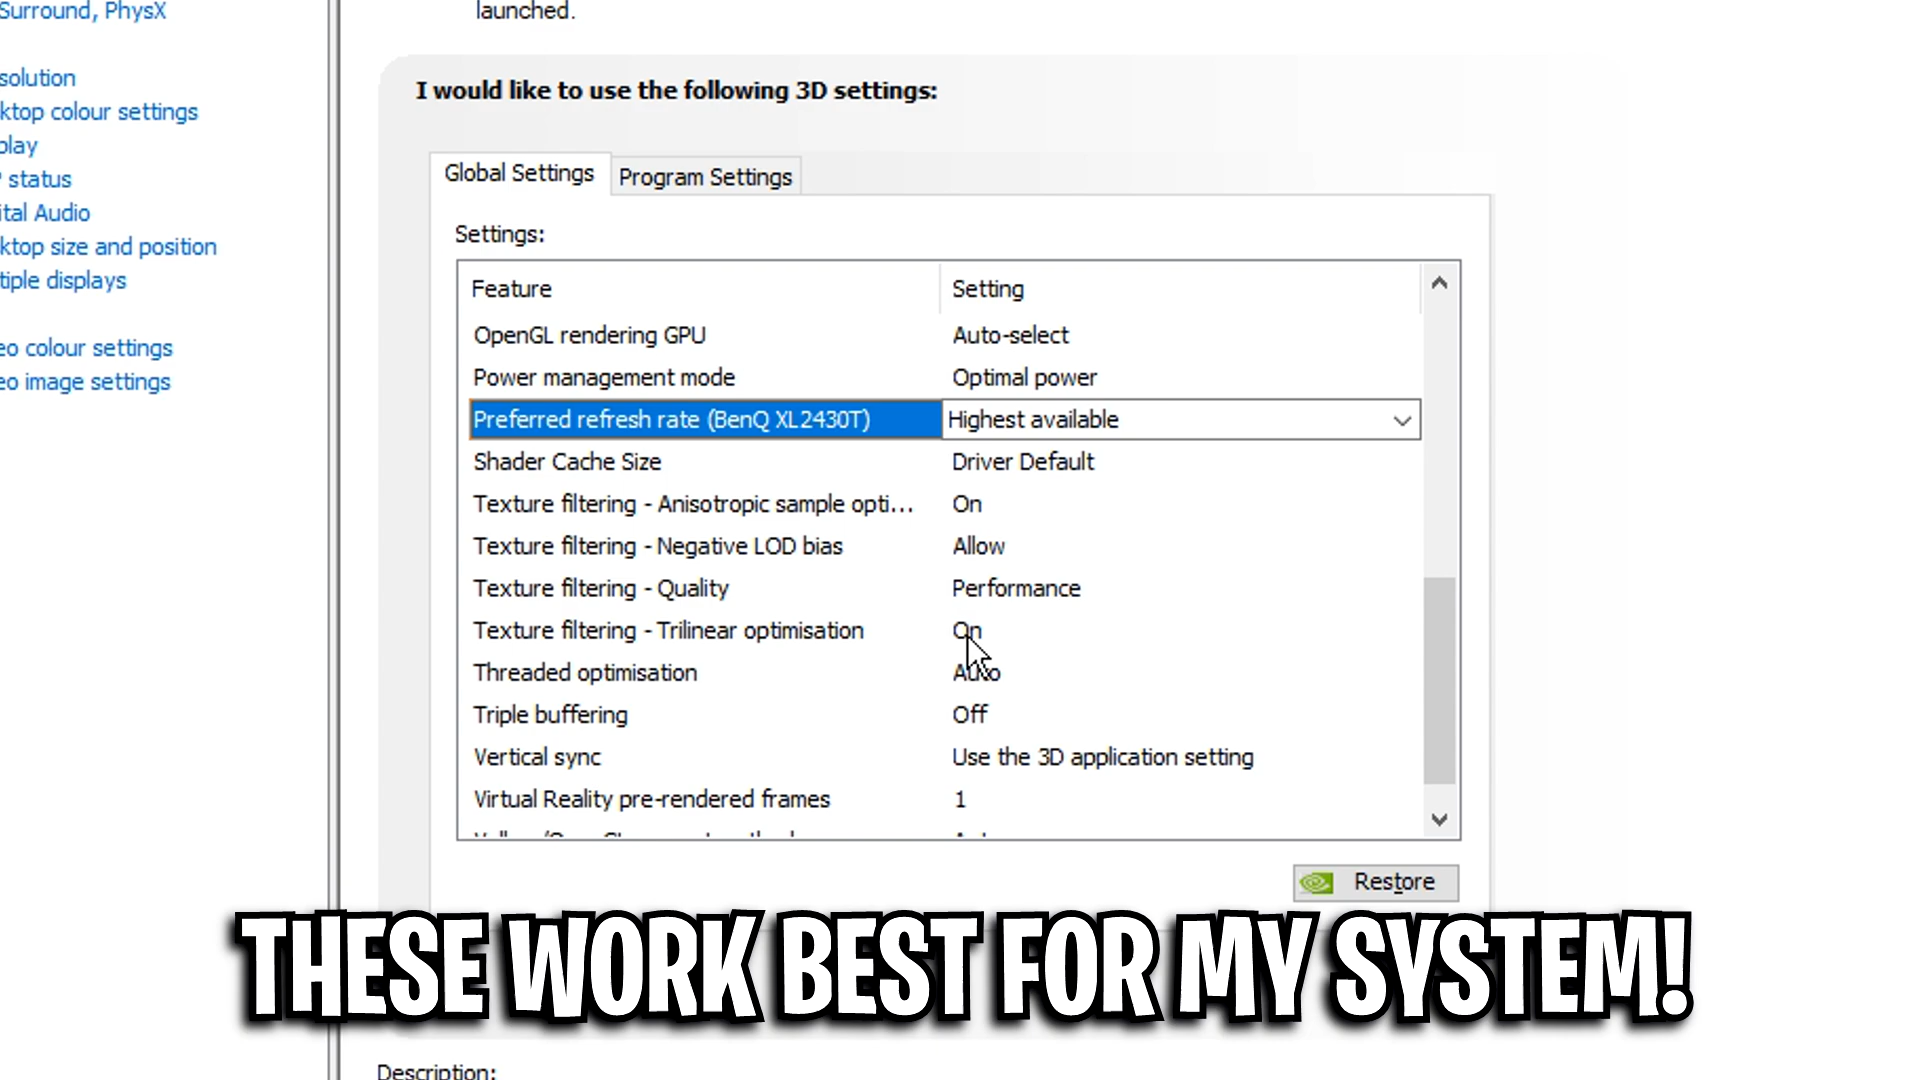 Surround, PhysX
launched.
solution
ktop colour settings
play
status
ital Audio
ktop size and position
tiple displays
eo colour settings
eo image settings
I would like to use the following 3D settings:
Global Settings
Program Settings
Settings:
Feature Setting
OpenGL rendering GPU Auto-select
Power management mode Optimal power
Preferred refresh rate (BenQ XL2430T) Highest available
Shader Cache Size Driver Default
Texture filtering - Anisotropic sample opti... On
Texture filtering - Negative LOD bias Allow
Texture filtering - Quality Performance
Texture filtering - Trilinear optimisation On
Threaded optimisation Auto
Triple buffering Off
Vertical sync Use the 3D application setting
Virtual Reality pre-rendered frames 1
Restore
THESE WORK BEST FOR MY SYSTEM!
Description: